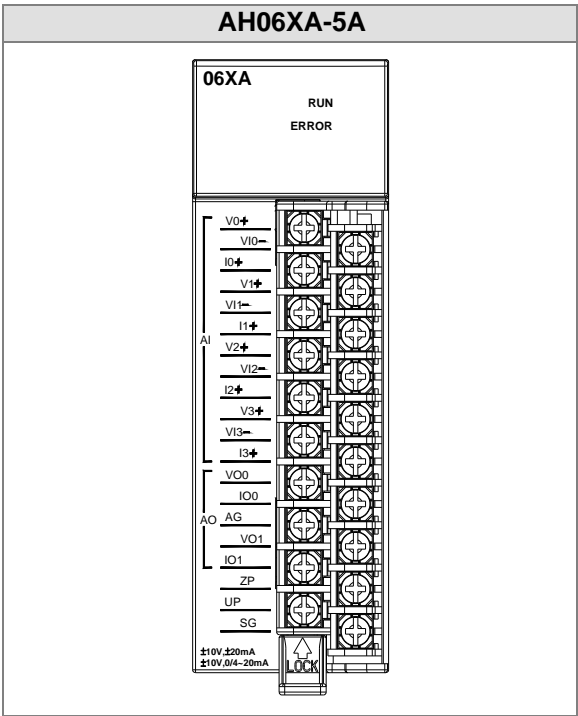 AH06XA-5A
06XA
RUN
ERROR
V0+
VI0-
I0+
V1+
VI1-
I1+
AI
V2+
VI2-
I2+
V3+
VI3-
I3+
VO0
IO0
AO
AG
VO1
IO1
ZP
UP
SG
±10V,±20mA
±10V,0/4~20mA
LOCK